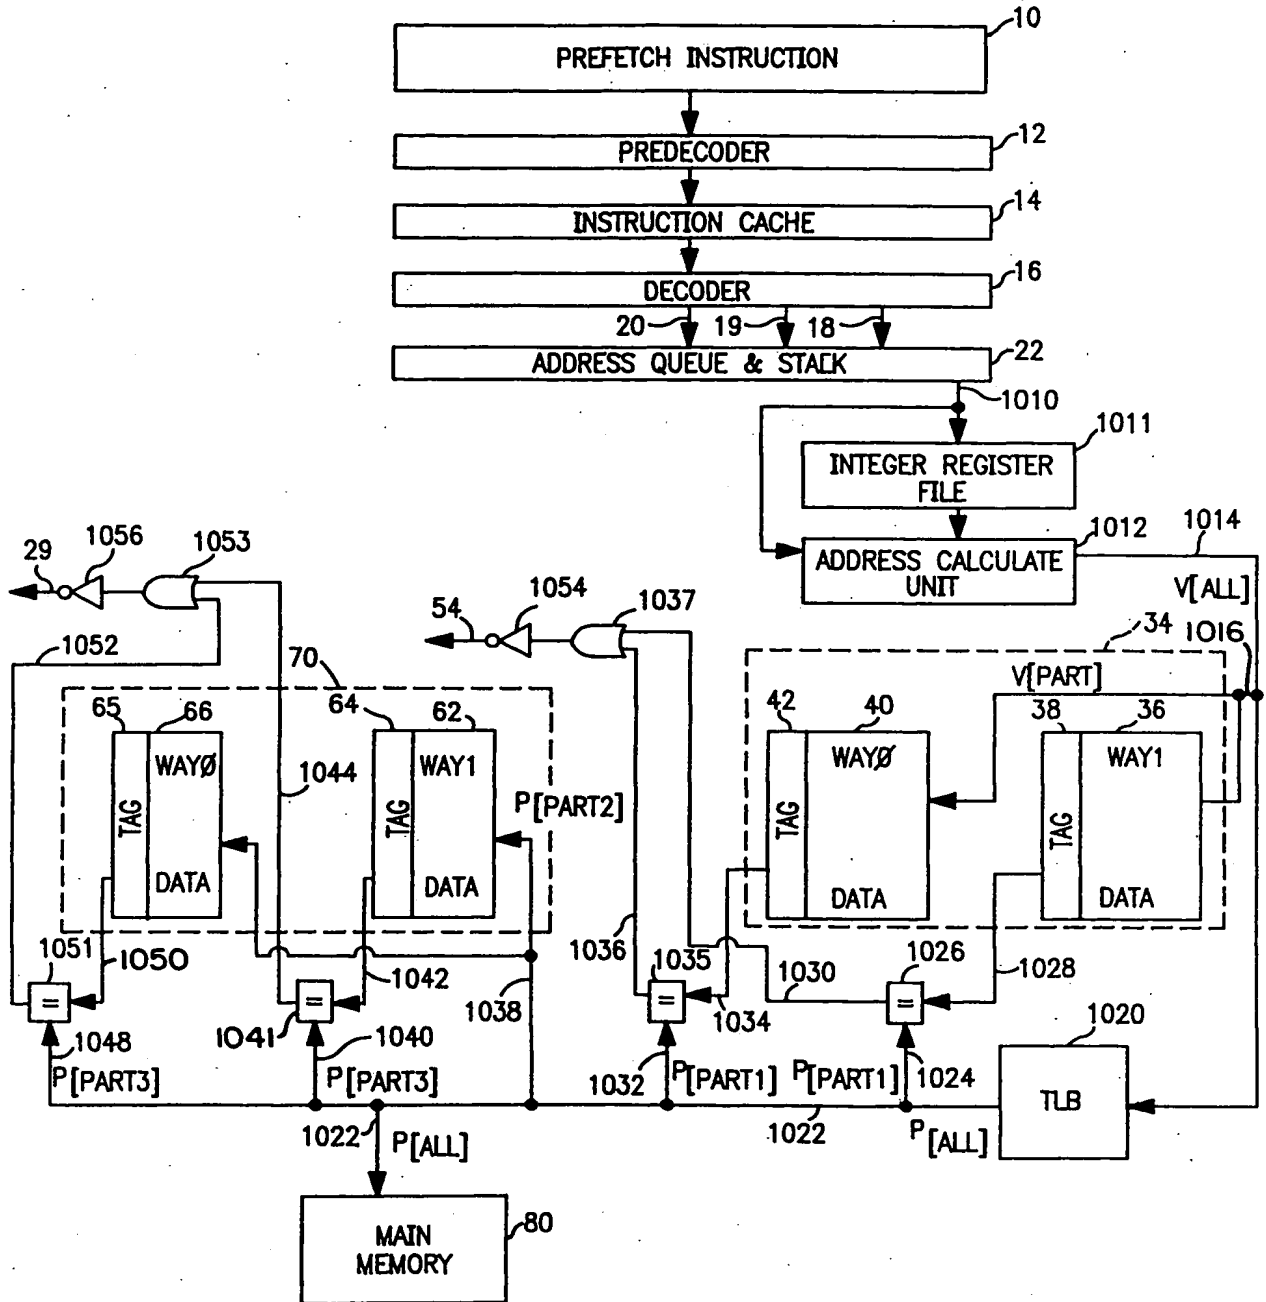 10
PREFETCH INSTRUCTION
12
PREDECODER
14
INSTRUCTION CACHE
16
DECODER
20
19
18
22
ADDRESS QUEUE & STACK
1010
1011
INTEGER REGISTER
FILE
1012
1014
ADDRESS CALCULATE
UNIT
V[ALL]
29
1056
1053
54
1054
1037
34
1016
1052
70
V[PART]
65
66
64
62
42
40
38
36
TAG
WAYØ
DATA
1044
TAG
WAY1
DATA
P[PART2]
TAG
WAYØ
DATA
TAG
WAY1
DATA
1051
1050
1042
1038
1036
1035
1034
1030
1026
1028
=
=
=
=
1041
1048
1040
1032
1024
1020
P[PART3]
P[PART3]
P[PART1]
P[PART1]
TLB
1022
P[ALL]
1022
P[ALL]
MAIN
MEMORY
80